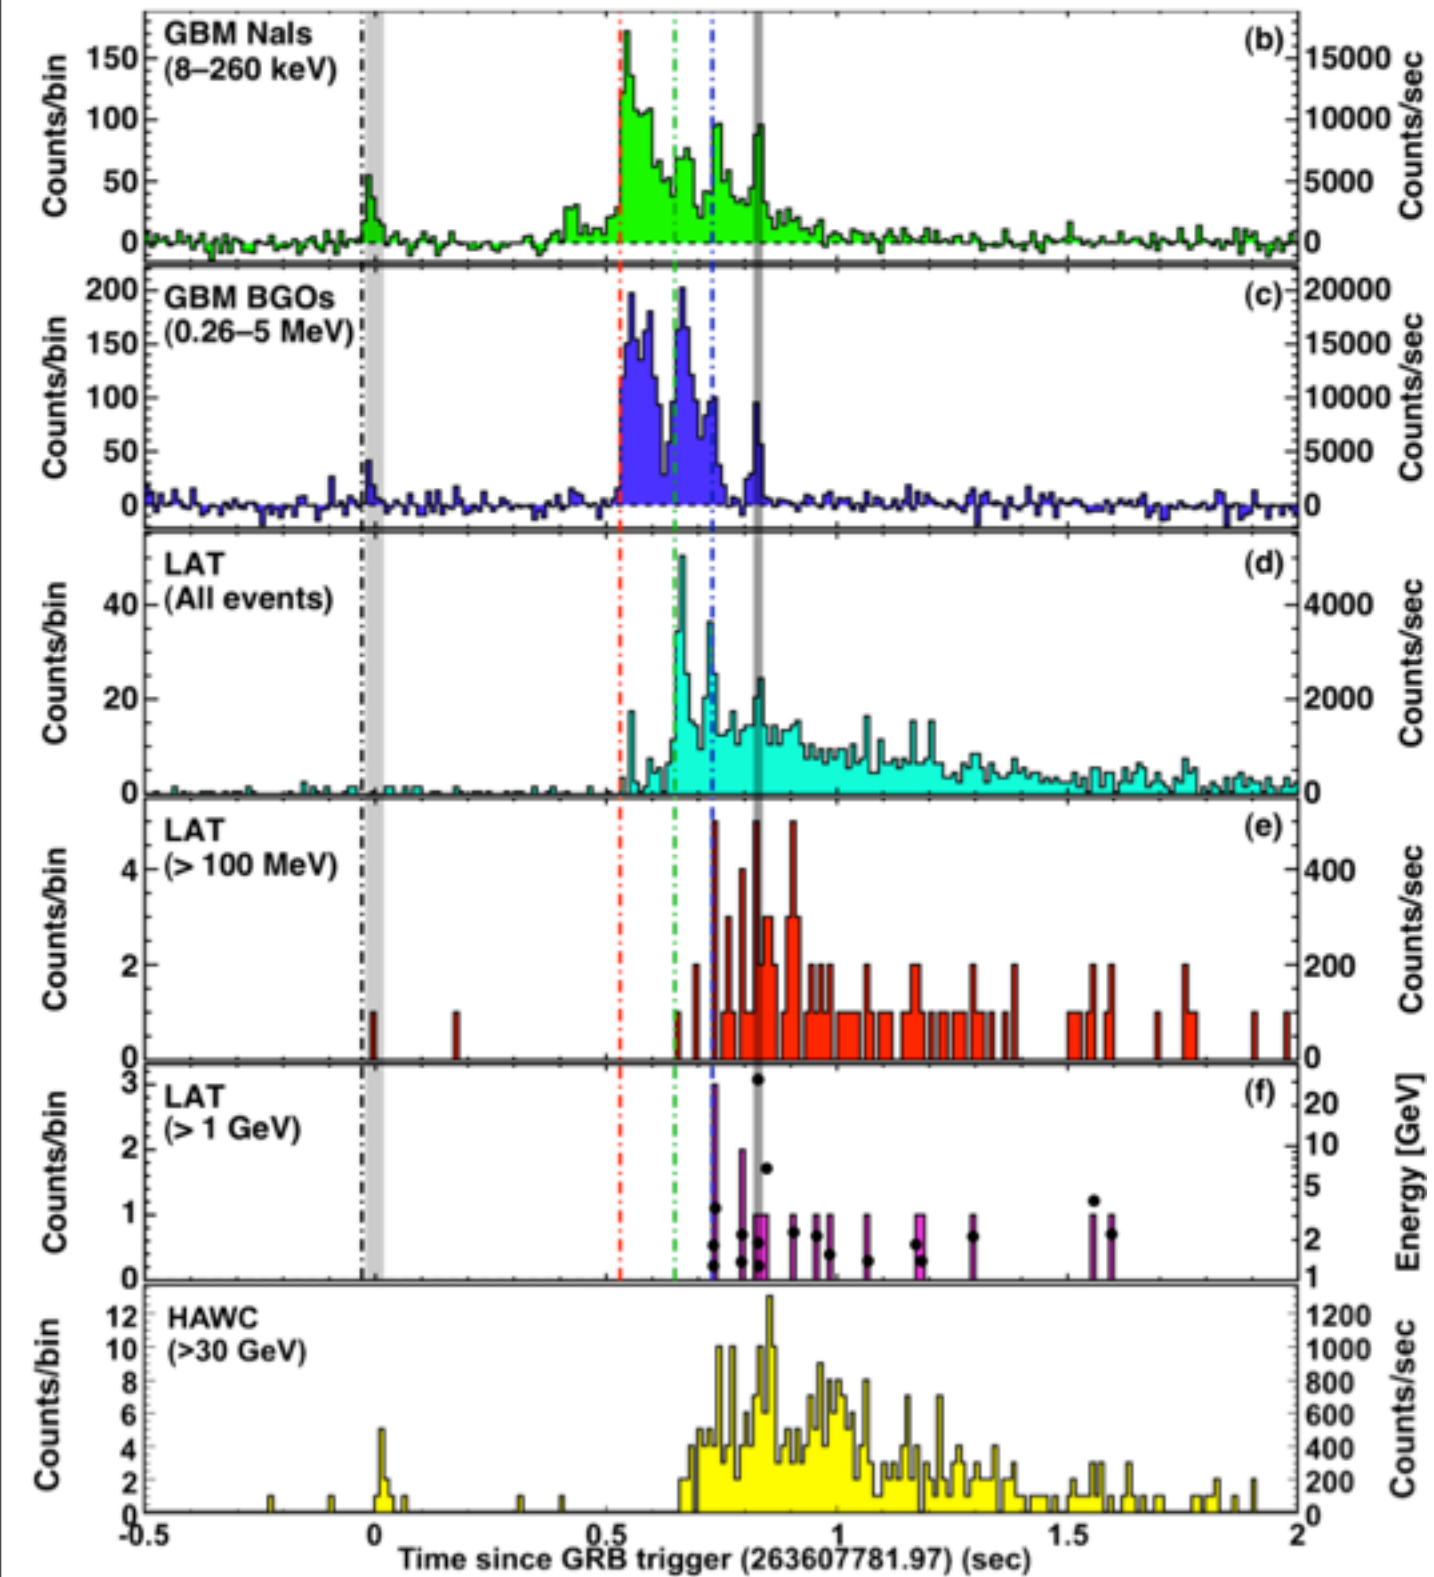 GBM NaIs
(8–260 keV)
(b)
Counts/bin
150
100
50
0
15000
10000
5000
0
Counts/sec
GBM BGOs
(0.26–5 MeV)
(c)
Counts/bin
200
150
100
50
0
20000
15000
10000
5000
0
Counts/sec
LAT
(All events)
(d)
Counts/bin
40
20
0
4000
2000
0
Counts/sec
LAT
(> 100 MeV)
(e)
Counts/bin
4
2
0
400
200
0
Counts/sec
LAT
(> 1 GeV)
(f)
Counts/bin
3
2
1
0
20
10
5
2
1
Energy [GeV]
HAWC
(>30 GeV)
Counts/bin
12
10
8
6
4
2
0
1200
1000
800
600
400
200
0
Counts/sec
-0.5 0 0.5 1 1.5 2
Time since GRB trigger (263607781.97) (sec)